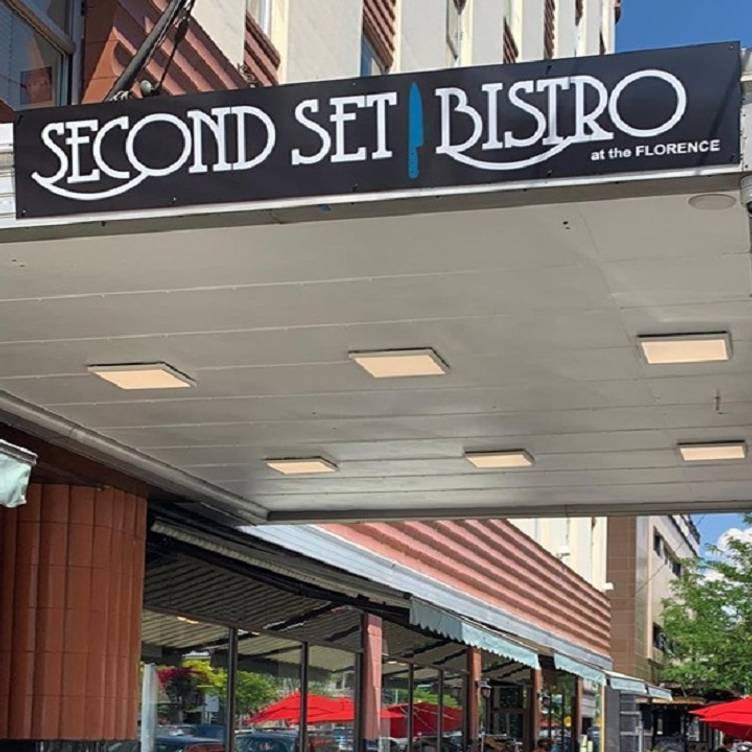 SECOND SET BISTRO
at the FLORENCE